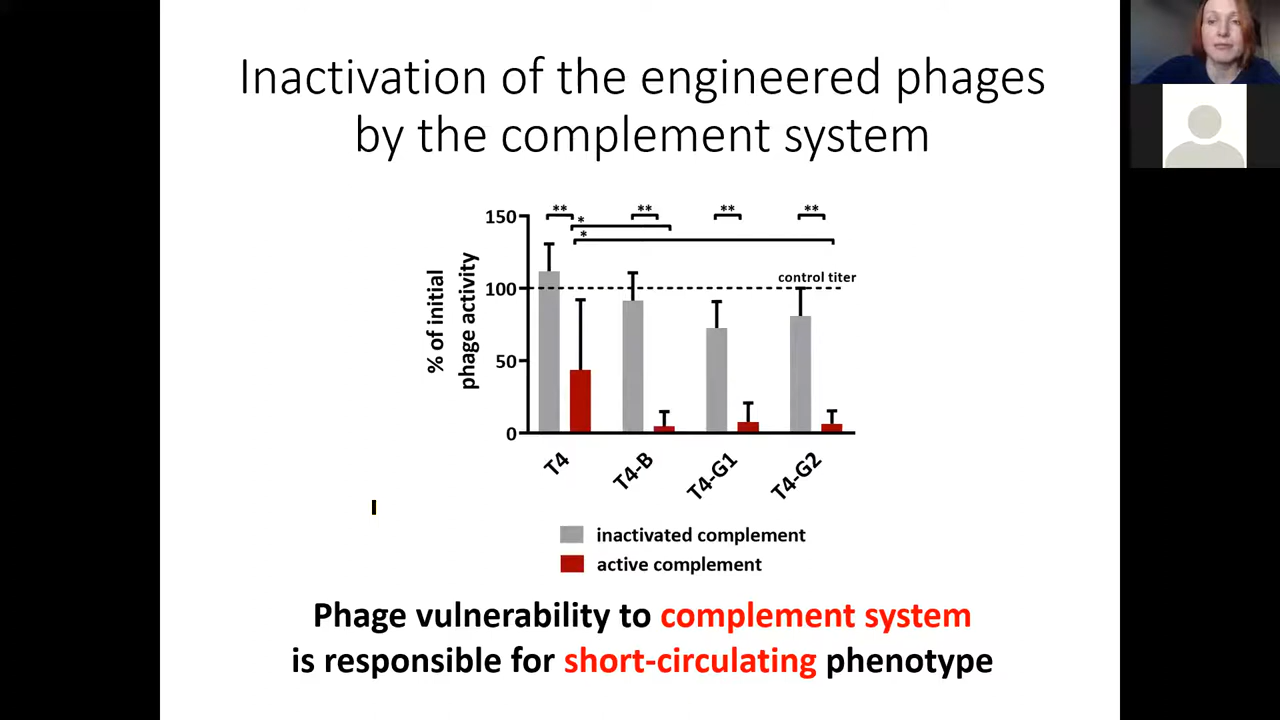 Inactivation of the engineered phages
by the complement system
** ** ** **
*
*
150
100
50
0
% of initial
phage activity
control titer
T4 T4-B T4-G1 T4-G2
inactivated complement
active complement
Phage vulnerability to complement system
is responsible for short-circulating phenotype